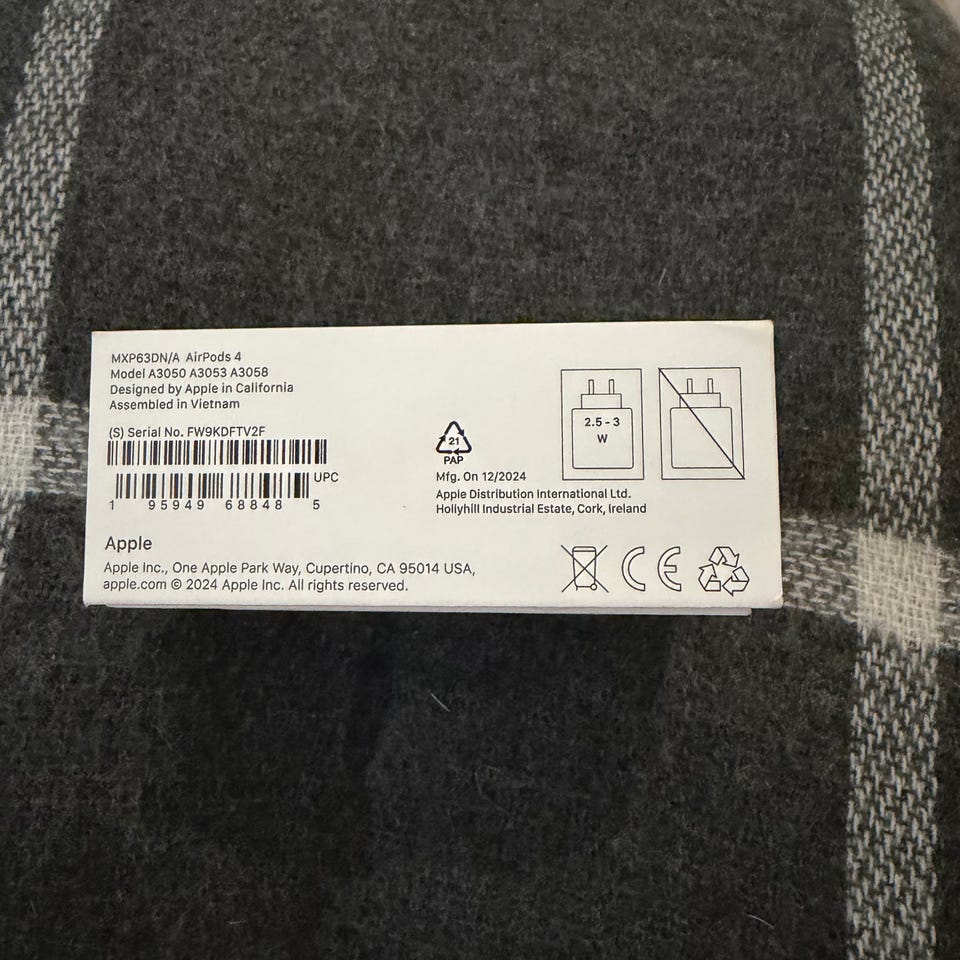 MXP63DN/A AirPods 4
Model A3050 A3053 A3058
Designed by Apple in California
Assembled in Vietnam
(S) Serial No. FW9KDFTV2F
UPC
1 95949 68848 5
Apple
Apple Inc., One Apple Park Way, Cupertino, CA 95014 USA,
apple.com © 2024 Apple Inc. All rights reserved.
21
PAP
Mfg. On 12/2024
Apple Distribution International Ltd.
Hollyhill Industrial Estate, Cork, Ireland
2.5 - 3
W
CE